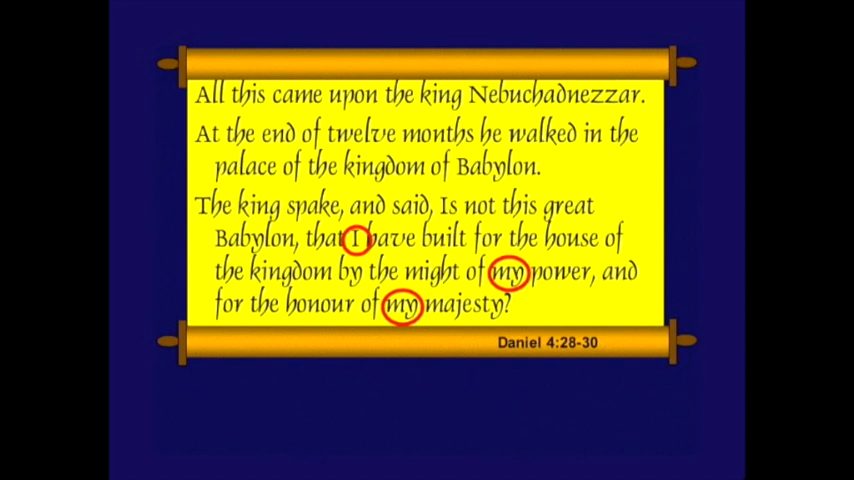 All this came upon the king Nebuchadnezzar.
At the end of twelve months he walked in the
palace of the kingdom of Babylon.
The king spake, and said, Is not this great
Babylon, that I have built for the house of
the kingdom by the might of my power, and
for the honour of my majesty?
Daniel 4:28-30